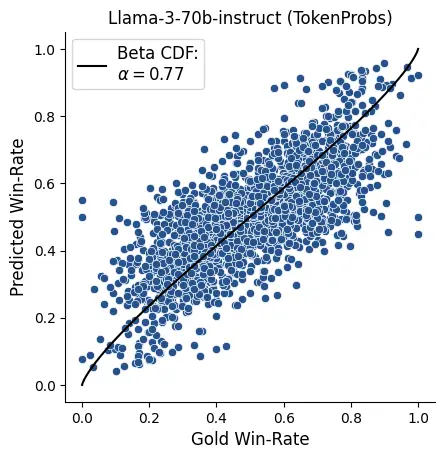 Llama-3-70b-instruct (TokenProbs)
Beta CDF:
α = 0.77
1.0
0.8
0.6
0.4
0.2
0.0
Predicted Win-Rate
0.0 0.2 0.4 0.6 0.8 1.0
Gold Win-Rate